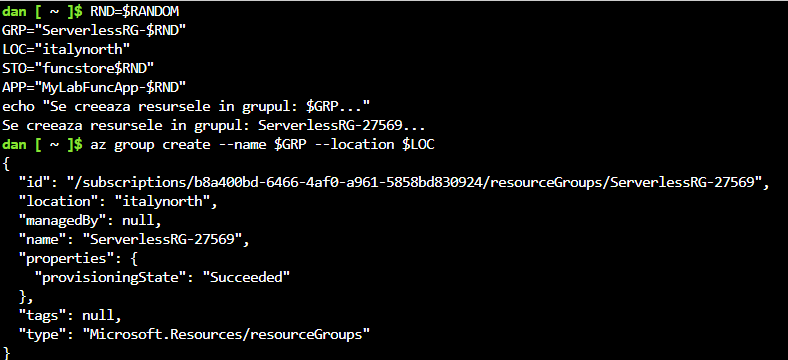 dan [ ~ ]$ RND=$RANDOM
GRP="ServerlessRG-$RND"
LOC="italynorth"
STO="funcstore$RND"
APP="MyLabFuncApp-$RND"
echo "Se creeaza resursele in grupul: $GRP..."
Se creeaza resursele in grupul: ServerlessRG-27569...
dan [ ~ ]$ az group create --name $GRP --location $LOC
{
  "id": "/subscriptions/b8a400bd-6466-4af0-a961-5858bd830924/resourceGroups/ServerlessRG-27569",
  "location": "italynorth",
  "managedBy": null,
  "name": "ServerlessRG-27569",
  "properties": {
    "provisioningState": "Succeeded"
  },
  "tags": null,
  "type": "Microsoft.Resources/resourceGroups"
}